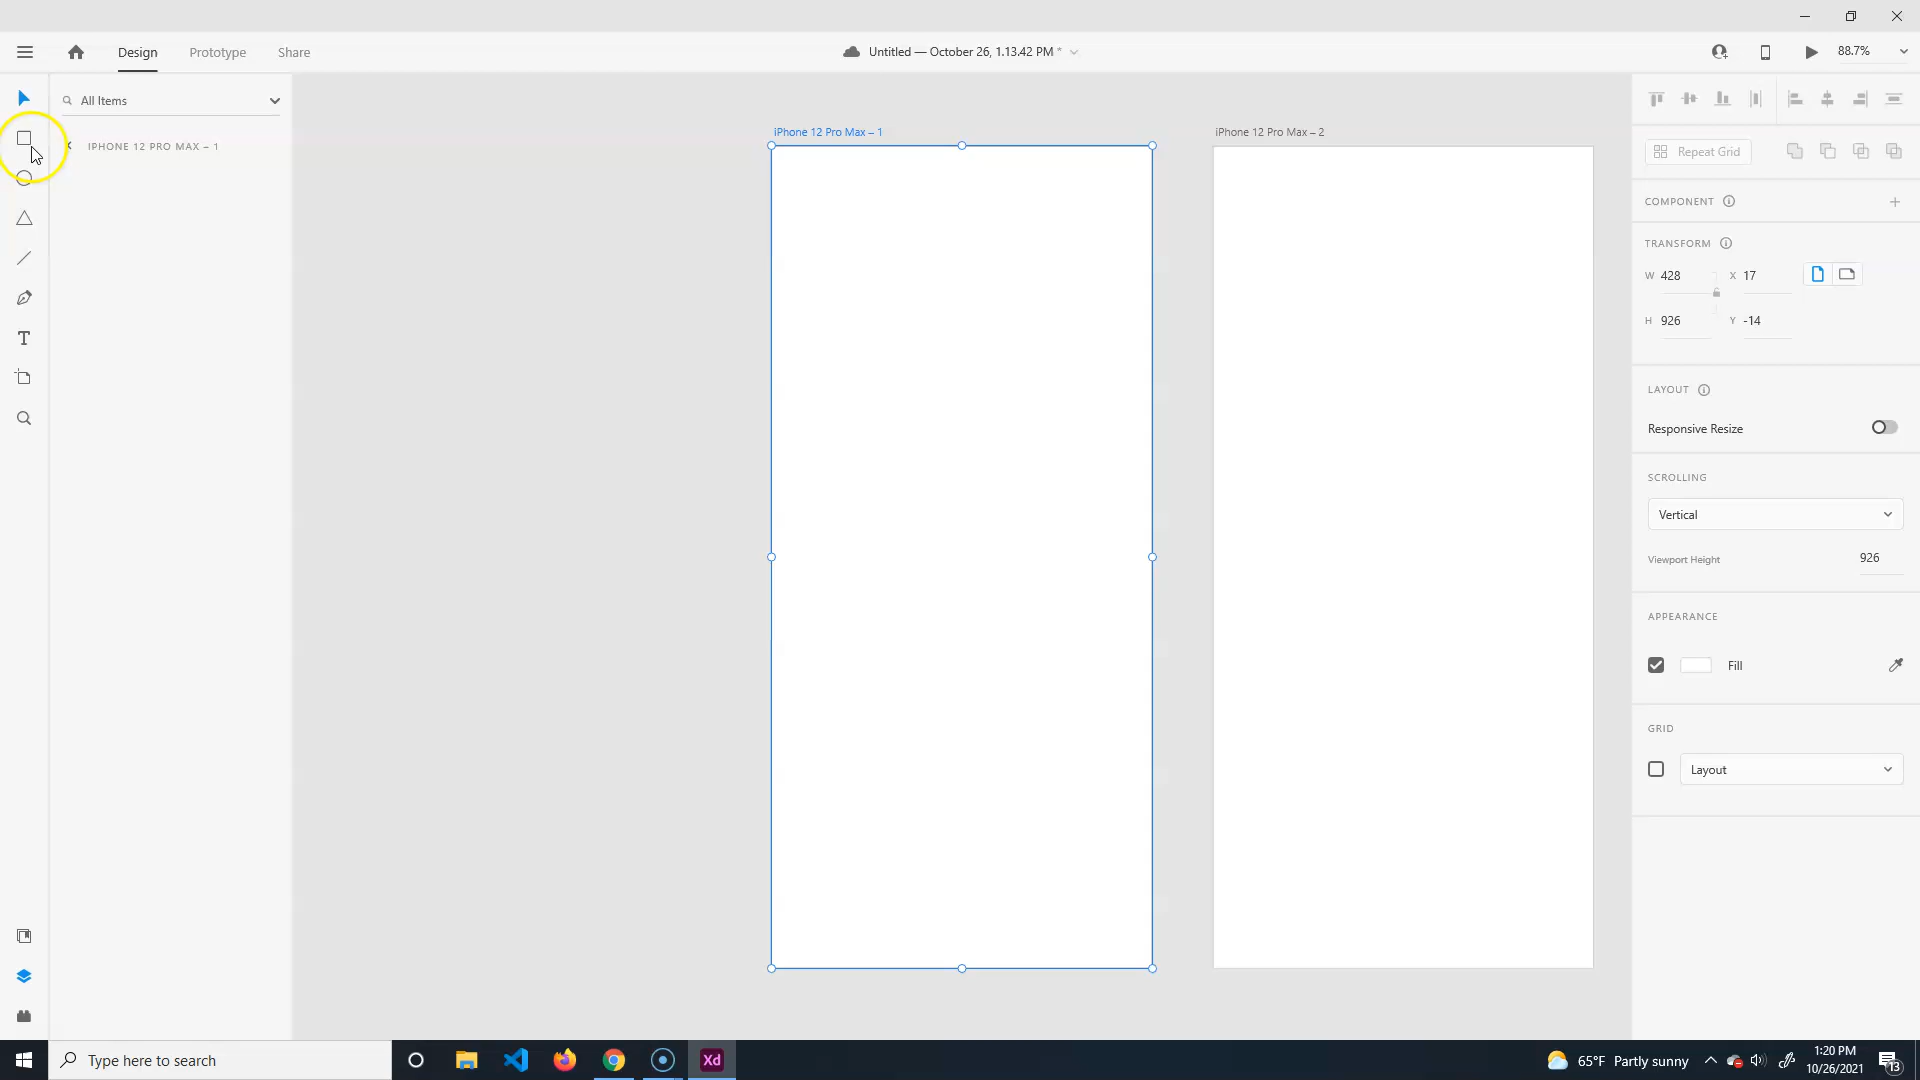 Design
Prototype
Share
Untitled — October 26, 1.13.42 PM *
88.7%
All Items
IPHONE 12 PRO MAX – 1
iPhone 12 Pro Max – 1
iPhone 12 Pro Max – 2
Repeat Grid
COMPONENT
TRANSFORM
W 428
X 17
H 926
Y -14
LAYOUT
Responsive Resize
SCROLLING
Vertical
Viewport Height
926
APPEARANCE
Fill
GRID
Layout
T
Type here to search
Xd
65°F Partly sunny
1:20 PM
10/26/2021
13